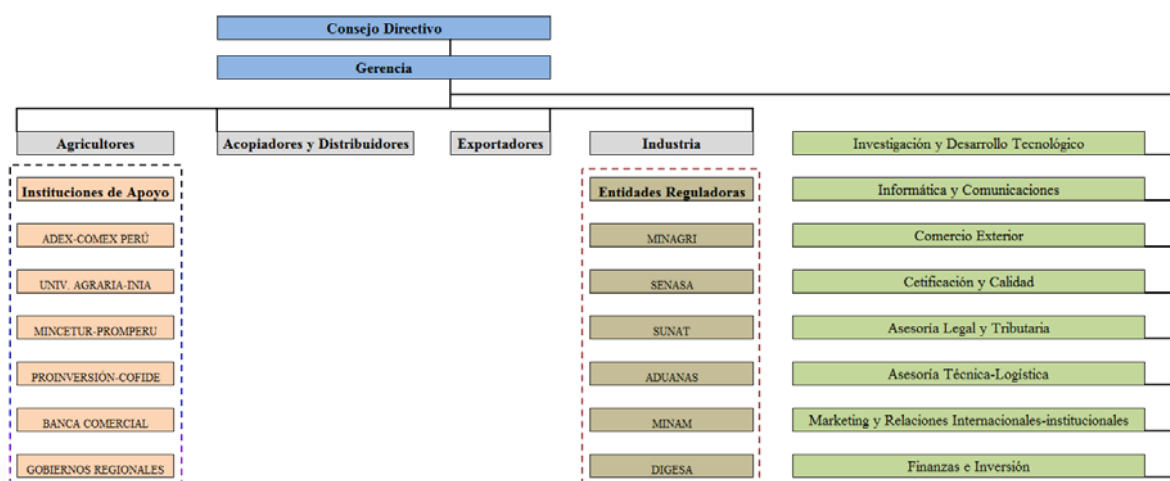 Consejo Directivo
Gerencia
Agricultores
Acopiadores y Distribuidores
Exportadores
Industria
Investigación y Desarrollo Tecnológico
Instituciones de Apoyo
Entidades Reguladoras
Informática y Comunicaciones
ADEX-COMEX PERÚ
MINAGRI
Comercio Exterior
UNIV. AGRARIA-INIA
SENASA
Cetificación y Calidad
MINCETUR-PROMPERU
SUNAT
Asesoría Legal y Tributaria
PROINVERSIÓN-COFIDE
ADUANAS
Asesoría Técnica-Logística
BANCA COMERCIAL
MINAM
Marketing y Relaciones Internacionales-institucionales
GOBIERNOS REGIONALES
DIGESA
Finanzas e Inversión